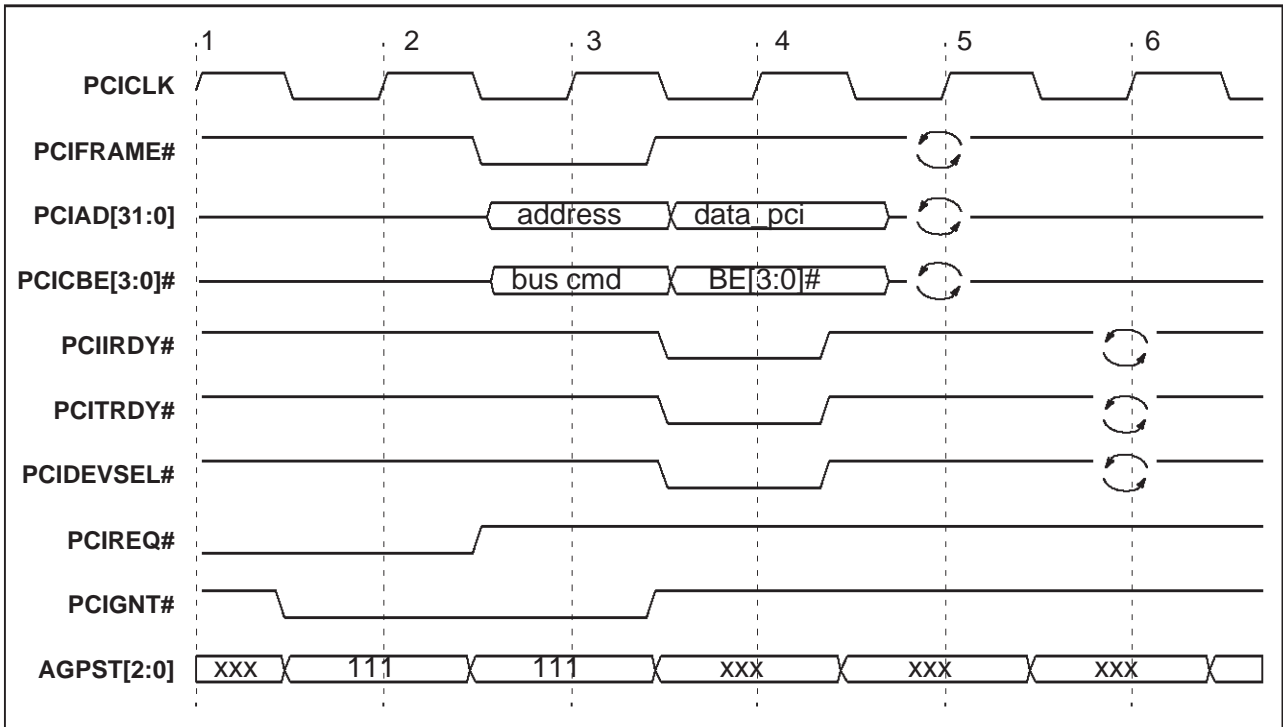 1 2 3 4 5 6
PCICLK
PCIFRAME#
PCIAD[31:0] address data_pci
PCICBE[3:0]# bus cmd BE[3:0]#
PCIIRDY#
PCITRDY#
PCIDEVSEL#
PCIREQ#
PCIGNT#
AGPST[2:0] xxx 111 111 xxx xxx xxx